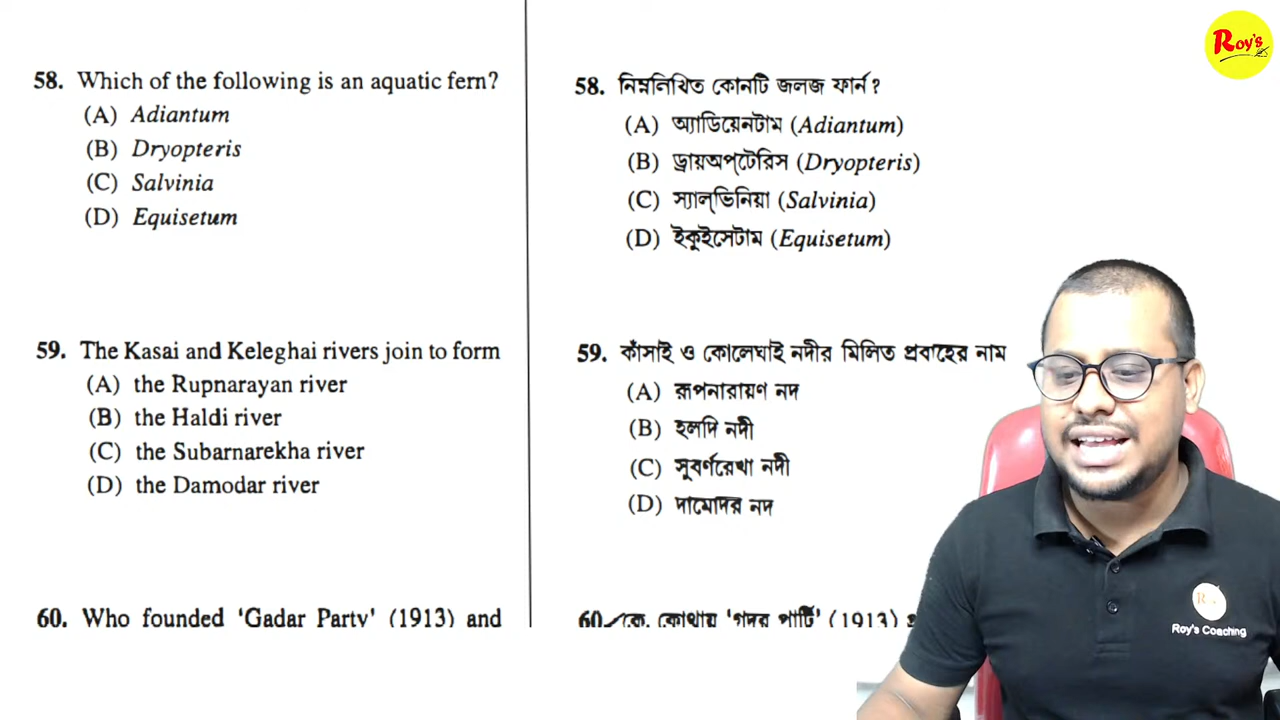 58. Which of the following is an aquatic fern?
(A) Adiantum
(B) Dryopteris
(C) Salvinia
(D) Equisetum
59. The Kasai and Keleghai rivers join to form
(A) the Rupnarayan river
(B) the Haldi river
(C) the Subarnarekha river
(D) the Damodar river
60. Who founded 'Gadar Party' (1913) and
58. নিম্নলিখিত কোনটি জলজ ফার্ন?
(A) অ্যাডিয়েনটাম (Adiantum)
(B) ড্রায়অপ্‌টেরিস (Dryopteris)
(C) স্যাল্‌ভিনিয়া (Salvinia)
(D) ইকুইসেটাম (Equisetum)
59. কাঁসাই ও কোলেঘাই নদীর মিলিত প্রবাহের নাম
(A) রূপনারায়ণ নদ
(B) হলদি নদী
(C) সুবর্ণরেখা নদী
(D) দামোদর নদ
60. কে, কোথায় 'গদর পার্টি' (1913)
Roy's
Roy's Coaching